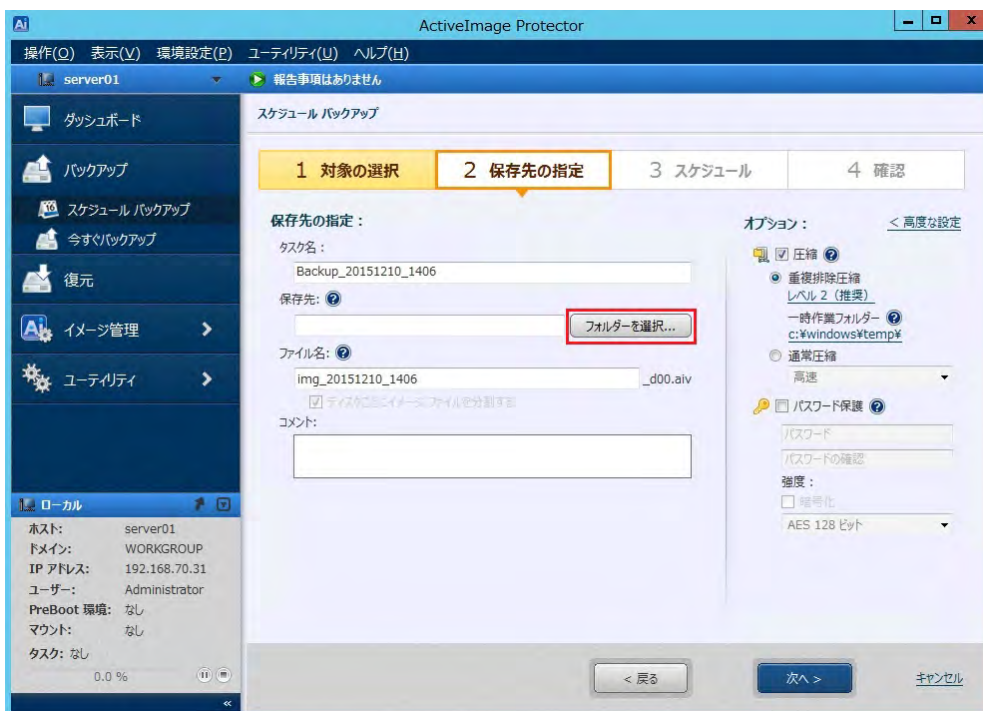 Ai
ActiveImage Protector
操作(O) 表示(V) 環境設定(P) ユーティリティ(U) ヘルプ(H)
server01
報告事項はありません
ダッシュボード
バックアップ
16
スケジュール バックアップ
今すぐバックアップ
復元
Ai
イメージ管理
ユーティリティ
ローカル
ホスト: server01
ドメイン: WORKGROUP
IP アドレス: 192.168.70.31
ユーザー: Administrator
PreBoot 環境: なし
マウント: なし
タスク: なし
0.0 %
«
スケジュール バックアップ
1 対象の選択
2 保存先の指定
3 スケジュール
4 確認
保存先の指定：
タスク名：
Backup_20151210_1406
保存先:
フォルダーを選択...
ファイル名:
img_20151210_1406
_d00.aiv
ディスクごとにイメージ ファイルを分割する
コメント:
オプション：
< 高度な設定
圧縮
重複排除圧縮
レベル 2（推奨）
一時作業フォルダー
c:¥windows¥temp¥
通常圧縮
高速
パスワード保護
パスワード
パスワードの確認
強度：
暗号化
AES 128 ビット
< 戻る
次へ >
キャンセル